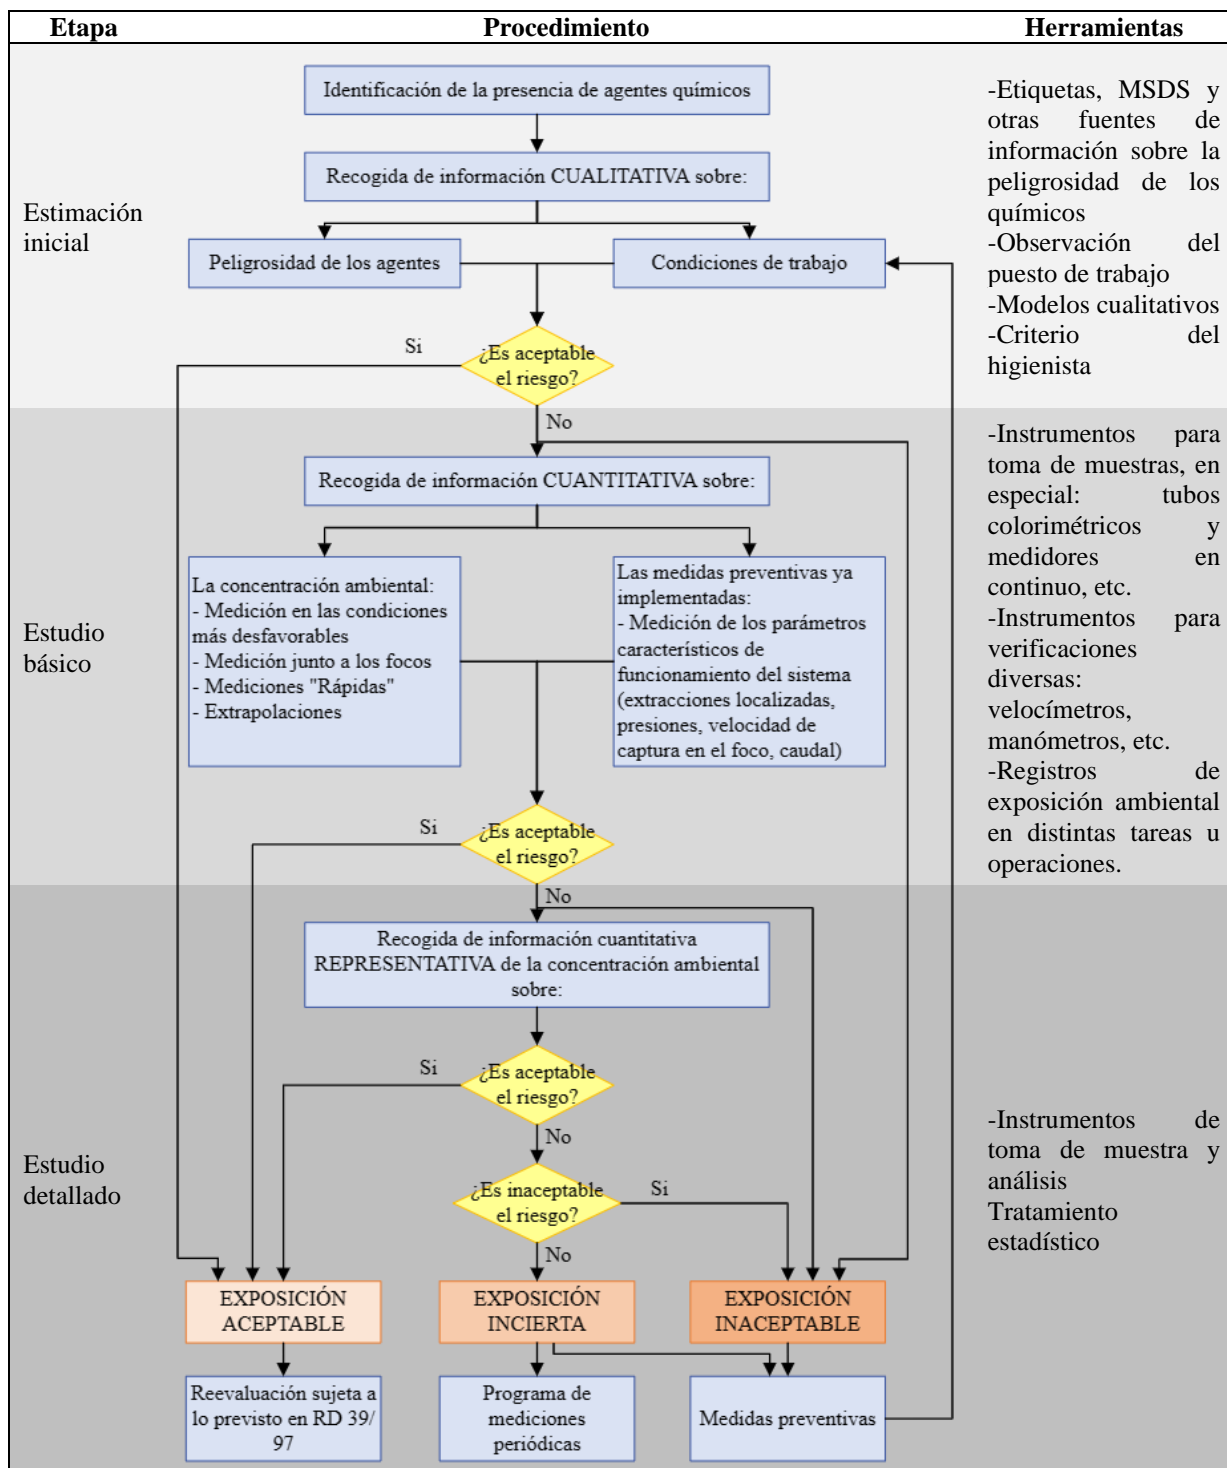 Etapa
Procedimiento
Herramientas
Estimación
inicial
Identificación de la presencia de agentes químicos
Recogida de información CUALITATIVA sobre:
Peligrosidad de los agentes
Condiciones de trabajo
Si
¿Es aceptable
el riesgo?
No
-Etiquetas, MSDS y
otras fuentes de
información sobre la
peligrosidad de los
químicos
-Observación del
puesto de trabajo
-Modelos cualitativos
-Criterio del
higienista
Estudio
básico
Recogida de información CUANTITATIVA sobre:
La concentración ambiental:
- Medición en las condiciones
más desfavorables
- Medición junto a los focos
- Mediciones "Rápidas"
- Extrapolaciones
Las medidas preventivas ya
implementadas:
- Medición de los parámetros
característicos de
funcionamiento del sistema
(extracciones localizadas,
presiones, velocidad de
captura en el foco, caudal)
Si
¿Es aceptable
el riesgo?
No
-Instrumentos para
toma de muestras, en
especial: tubos
colorimétricos y
medidores en
continuo, etc.
-Instrumentos para
verificaciones
diversas:
velocímetros,
manómetros, etc.
-Registros de
exposición ambiental
en distintas tareas u
operaciones.
Estudio
detallado
Recogida de información cuantitativa
REPRESENTATIVA de la concentración ambiental
sobre:
Si
¿Es aceptable
el riesgo?
No
¿Es inaceptable
el riesgo?
Si
No
EXPOSICIÓN
ACEPTABLE
EXPOSICIÓN
INCIERTA
EXPOSICIÓN
INACEPTABLE
Reevaluación sujeta a
lo previsto en RD 39/
97
Programa de
mediciones
periódicas
Medidas preventivas
-Instrumentos de
toma de muestra y
análisis
Tratamiento
estadístico